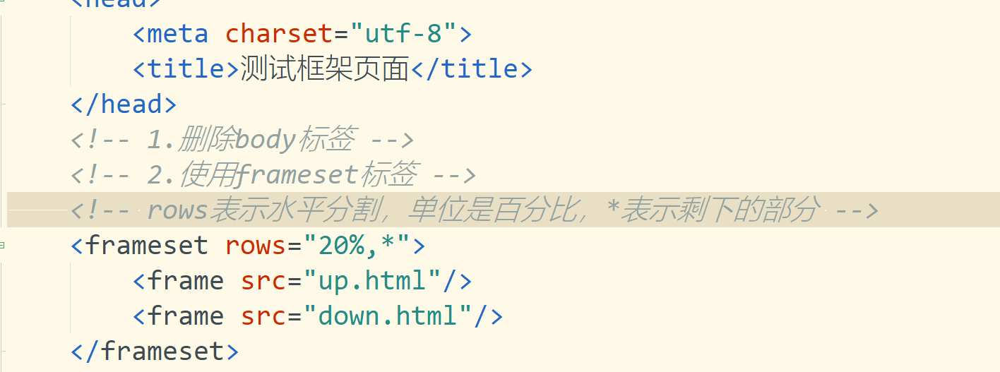 <head>
<meta charset="utf-8">
<title>测试框架页面</title>
</head>
<!-- 1.删除body标签 -->
<!-- 2.使用frameset标签 -->
<!-- rows表示水平分割，单位是百分比，*表示剩下的部分 -->
<frameset rows="20%,*">
<frame src="up.html"/>
<frame src="down.html"/>
</frameset>